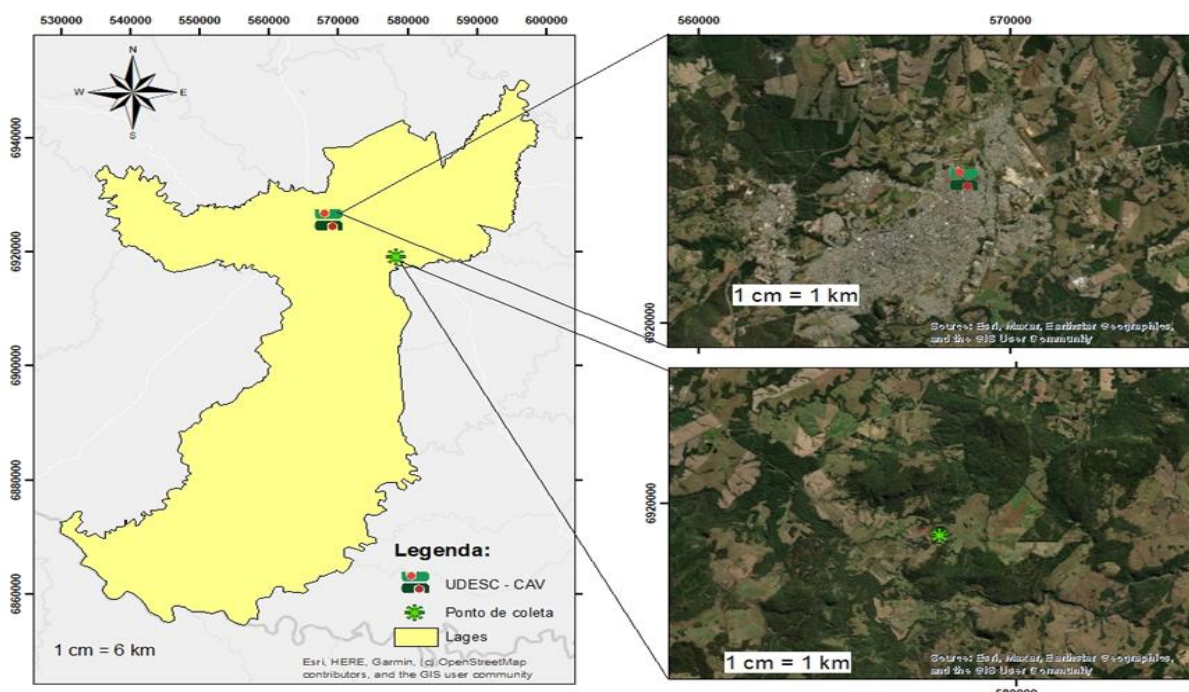 530000 540000 550000 560000 570000 580000 590000 600000
N
W E
S
6940000
6920000
6900000
6880000
6860000
Legenda:
UDESC - CAV
Ponto de coleta
Lages
1 cm = 6 km
Esri, HERE, Garmin, (c) OpenStreetMap
contributors, and the GIS user community
560000 570000
6920000
1 cm = 1 km
Source: Esri, Maxar, Earthstar Geographics,
and the GIS User Community
6920000
1 cm = 1 km
Source: Esri, Maxar, Earthstar Geographics,
and the GIS User Community
580000